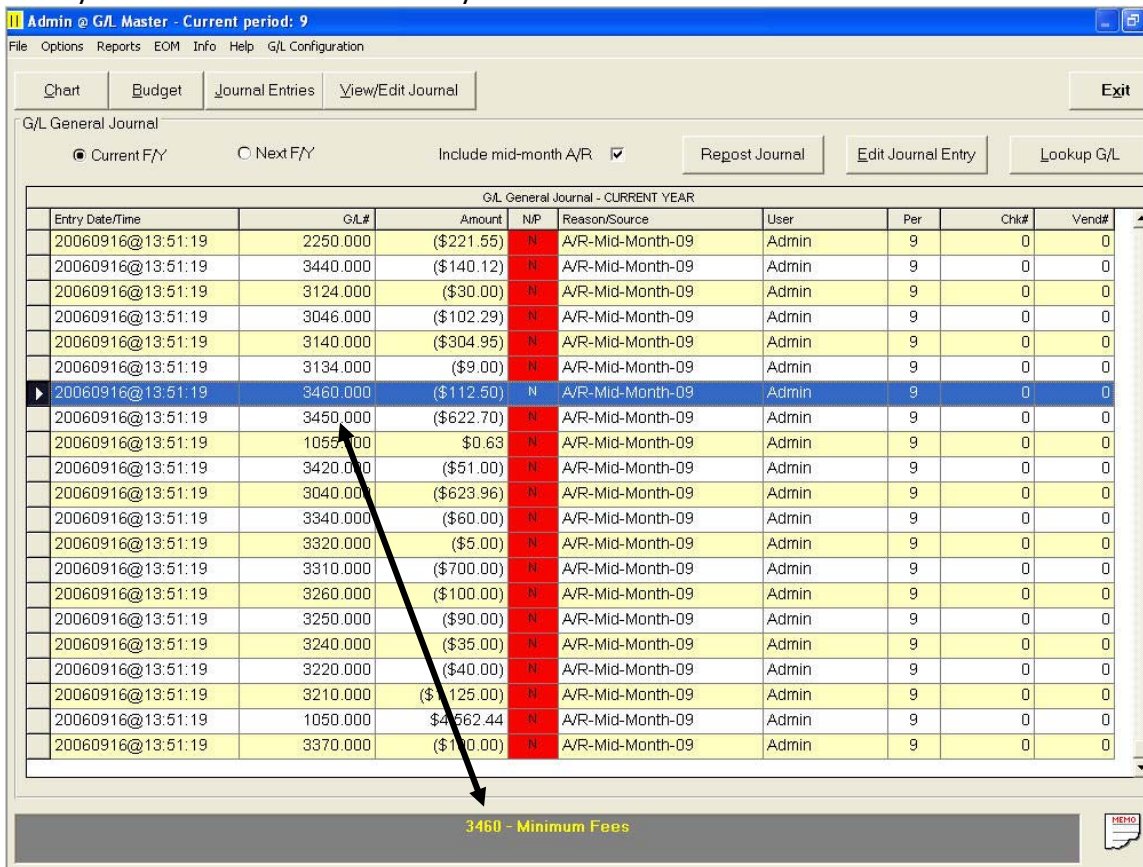 Admin @ G/L Master - Current period: 9
File Options Reports EOM Info Help G/L Configuration
Chart Budget Journal Entries View/Edit Journal Exit
G/L General Journal
Current F/Y Next F/Y Include mid-month A/R Repost Journal Edit Journal Entry Lookup G/L
G/L General Journal - CURRENT YEAR
Entry Date/Time G/L# Amount N/P Reason/Source User Per Chk# Vend#
20060916@13:51:19 2250.000 ($221.55) N A/R-Mid-Month-09 Admin 9 0 0
20060916@13:51:19 3440.000 ($140.12) N A/R-Mid-Month-09 Admin 9 0 0
20060916@13:51:19 3124.000 ($30.00) N A/R-Mid-Month-09 Admin 9 0 0
20060916@13:51:19 3046.000 ($102.29) N A/R-Mid-Month-09 Admin 9 0 0
20060916@13:51:19 3140.000 ($304.95) N A/R-Mid-Month-09 Admin 9 0 0
20060916@13:51:19 3134.000 ($9.00) N A/R-Mid-Month-09 Admin 9 0 0
20060916@13:51:19 3460.000 ($112.50) N A/R-Mid-Month-09 Admin 9 0 0
20060916@13:51:19 3450.000 ($622.70) N A/R-Mid-Month-09 Admin 9 0 0
20060916@13:51:19 1055.000 $0.63 N A/R-Mid-Month-09 Admin 9 0 0
20060916@13:51:19 3420.000 ($51.00) N A/R-Mid-Month-09 Admin 9 0 0
20060916@13:51:19 3040.000 ($623.96) N A/R-Mid-Month-09 Admin 9 0 0
20060916@13:51:19 3340.000 ($60.00) N A/R-Mid-Month-09 Admin 9 0 0
20060916@13:51:19 3320.000 ($5.00) N A/R-Mid-Month-09 Admin 9 0 0
20060916@13:51:19 3310.000 ($700.00) N A/R-Mid-Month-09 Admin 9 0 0
20060916@13:51:19 3260.000 ($100.00) N A/R-Mid-Month-09 Admin 9 0 0
20060916@13:51:19 3250.000 ($90.00) N A/R-Mid-Month-09 Admin 9 0 0
20060916@13:51:19 3240.000 ($35.00) N A/R-Mid-Month-09 Admin 9 0 0
20060916@13:51:19 3220.000 ($40.00) N A/R-Mid-Month-09 Admin 9 0 0
20060916@13:51:19 3210.000 N A/R-Mid-Month-09 Admin 9 0 0
20060916@13:51:19 1050.000 $4,562.44 N A/R-Mid-Month-09 Admin 9 0 0
20060916@13:51:19 3370.000 N A/R-Mid-Month-09 Admin 9 0 0
3460 - Minimum Fees
MEMO